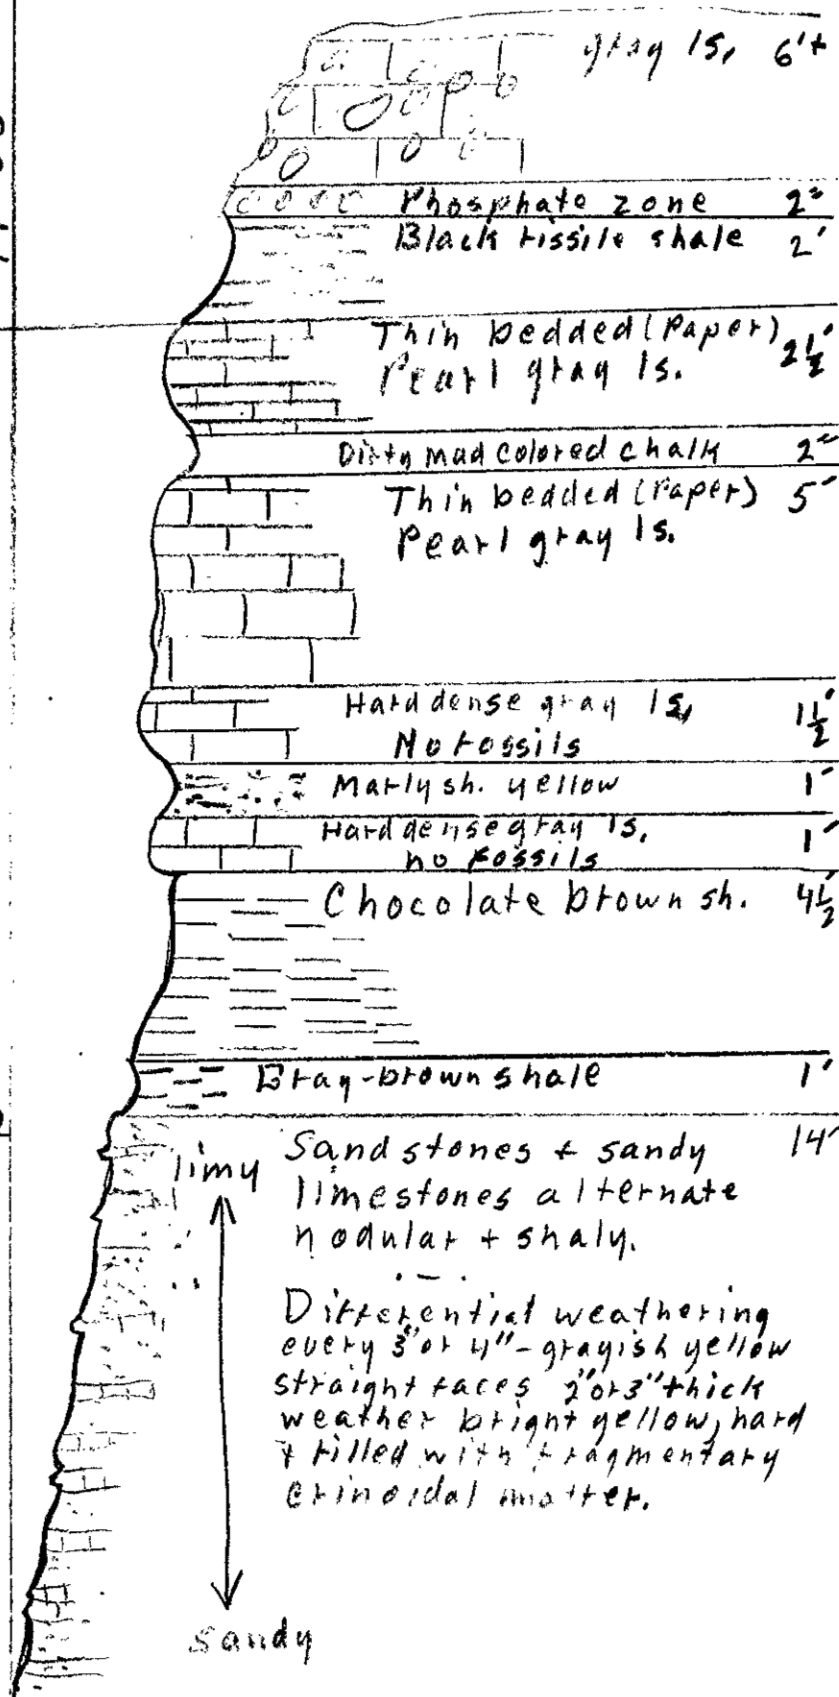 gray ls, 6'+
Phosphate zone 2"
Black fissile shale 2'
Thin bedded (Paper) 2½'
Pearl gray ls.
Dirty mud colored chalk 2"
Thin bedded (Paper) 5'
Pearl gray ls.
Hard dense gray ls, 1½'
No fossils
Marly sh. yellow 1'
Hard dense gray ls, 1'
no fossils
Chocolate brown sh. 4½'
Gray-brown shale 1'
limy
Sandstones + sandy 14'
limestones alternate
nodular + shaly.
Differential weathering
every 3" or 4" - grayish yellow
straight faces 2" or 3" thick
weather bright yellow, hard
+ filled with fragmentary
crinoidal matter.
sandy